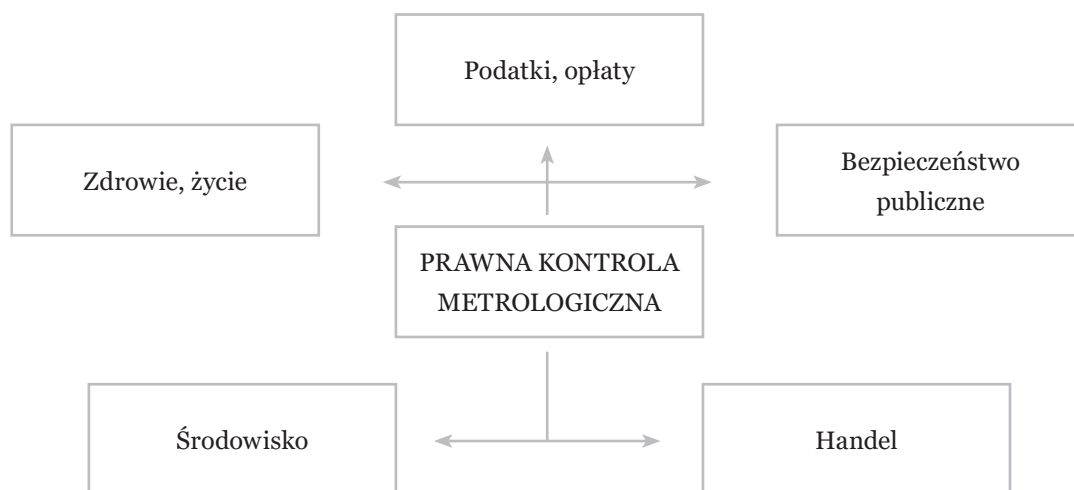 Podatki, opłaty
Zdrowie, życie
Bezpieczeństwo
publiczne
PRAWNA KONTROLA
METROLOGICZNA
Środowisko
Handel